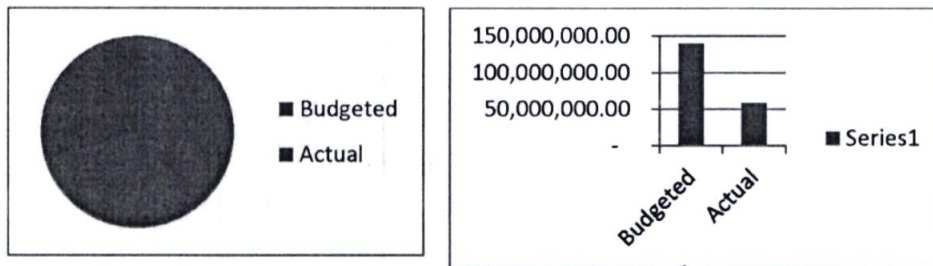 Budgeted
Actual
150,000,000.00
100,000,000.00
50,000,000.00
-
Budgeted
Actual
Series1